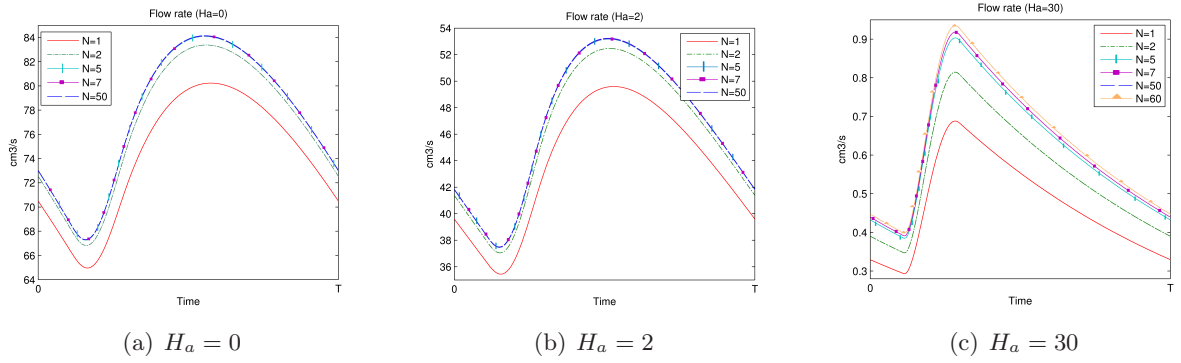 Flow rate (Ha=0)
84
82
80
78
76
74
72
70
68
66
64
cm3/s
N=1
N=2
N=5
N=7
N=50
0
T
Time
(a) Hₐ = 0
Flow rate (Ha=2)
54
52
50
48
46
44
42
40
38
36
cm3/s
N=1
N=2
N=5
N=7
N=50
0
T
Time
(b) Hₐ = 2
Flow rate (Ha=30)
0.9
0.8
0.7
0.6
0.5
0.4
0.3
cm3/s
N=1
N=2
N=5
N=7
N=50
N=60
0
T
Time
(c) Hₐ = 30